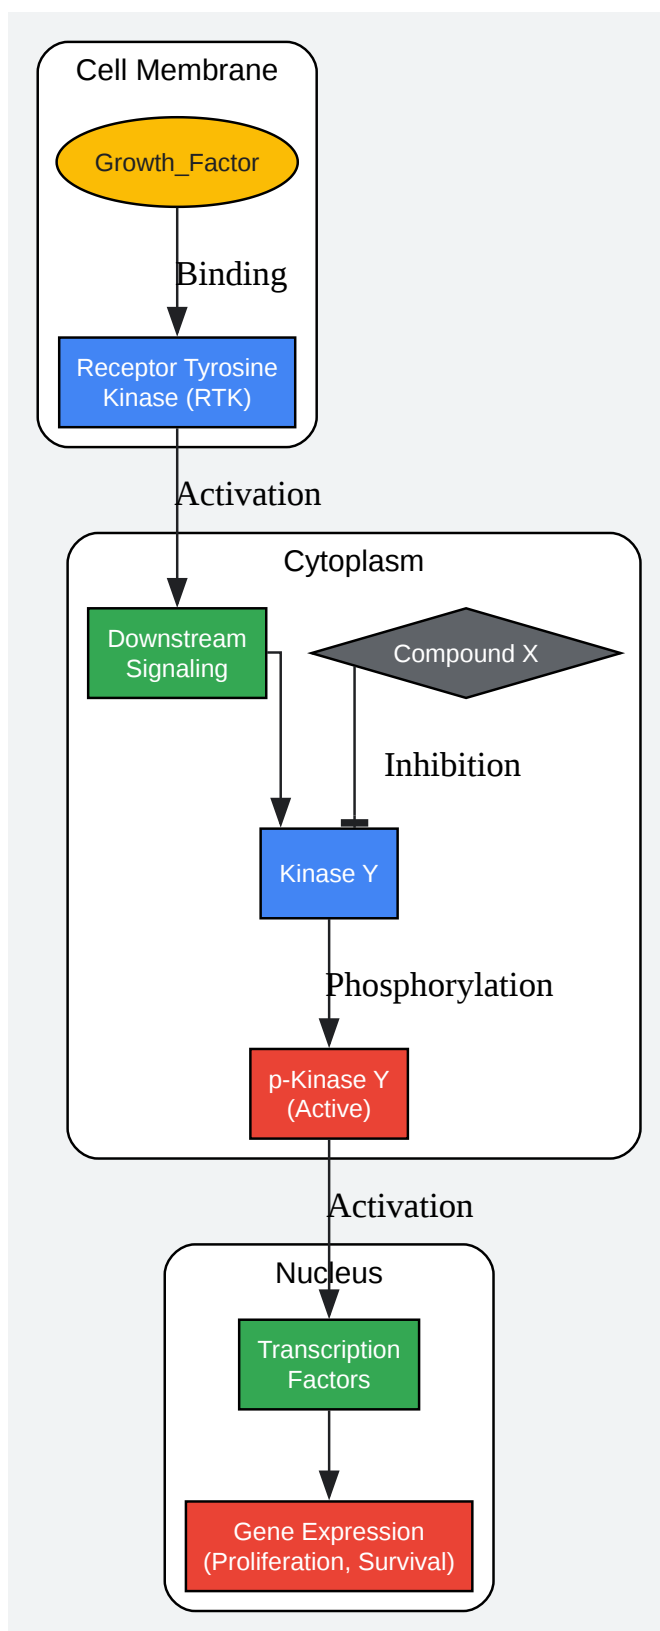 Cell Membrane
Growth_Factor
Binding
Receptor Tyrosine
Kinase (RTK)
Activation
Cytoplasm
Downstream
Signaling
Compound X
Inhibition
Kinase Y
Phosphorylation
p-Kinase Y
(Active)
Activation
Nucleus
Transcription
Factors
Gene Expression
(Proliferation, Survival)